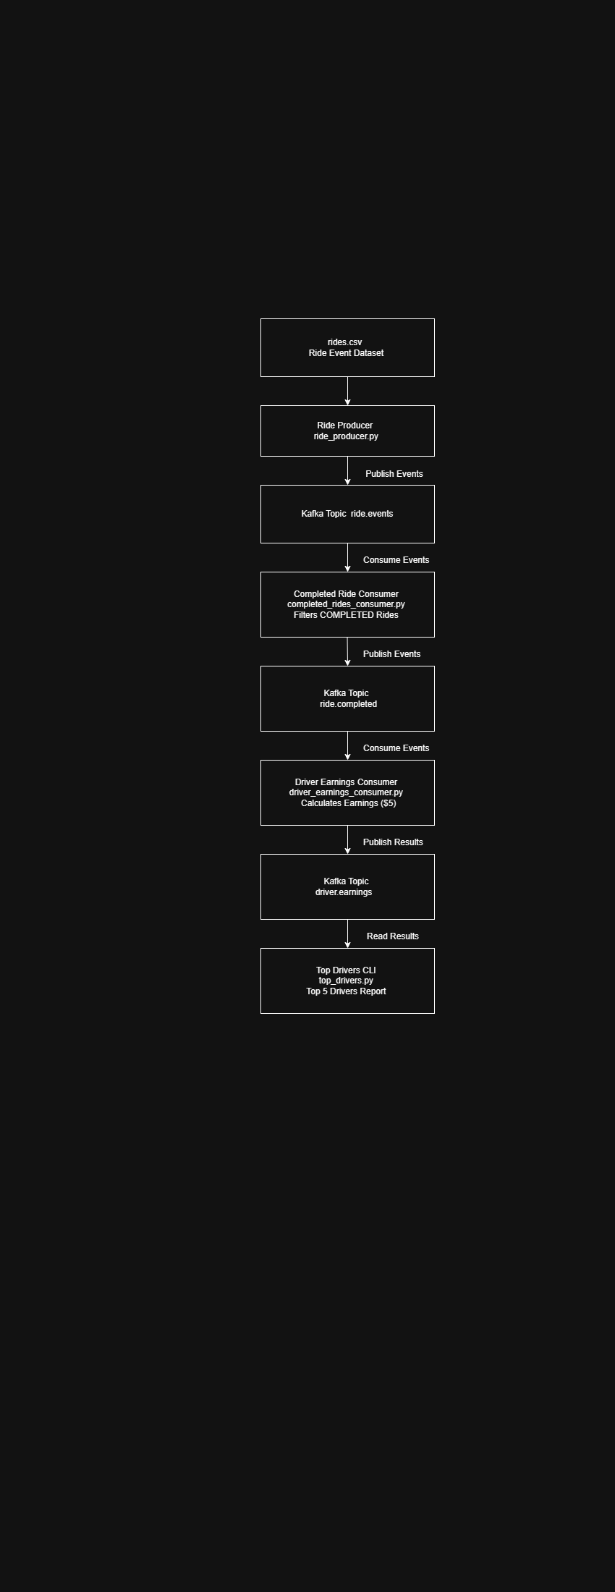 rides.csv
Ride Event Dataset
Ride Producer
ride_producer.py
Publish Events
Kafka Topic  ride.events
Consume Events
Completed Ride Consumer
completed_rides_consumer.py
Filters COMPLETED Rides
Publish Events
Kafka Topic
ride.completed
Consume Events
Driver Earnings Consumer
driver_earnings_consumer.py
Calculates Earnings ($5)
Publish Results
Kafka Topic
driver.earnings
Read Results
Top Drivers CLI
top_drivers.py
Top 5 Drivers Report